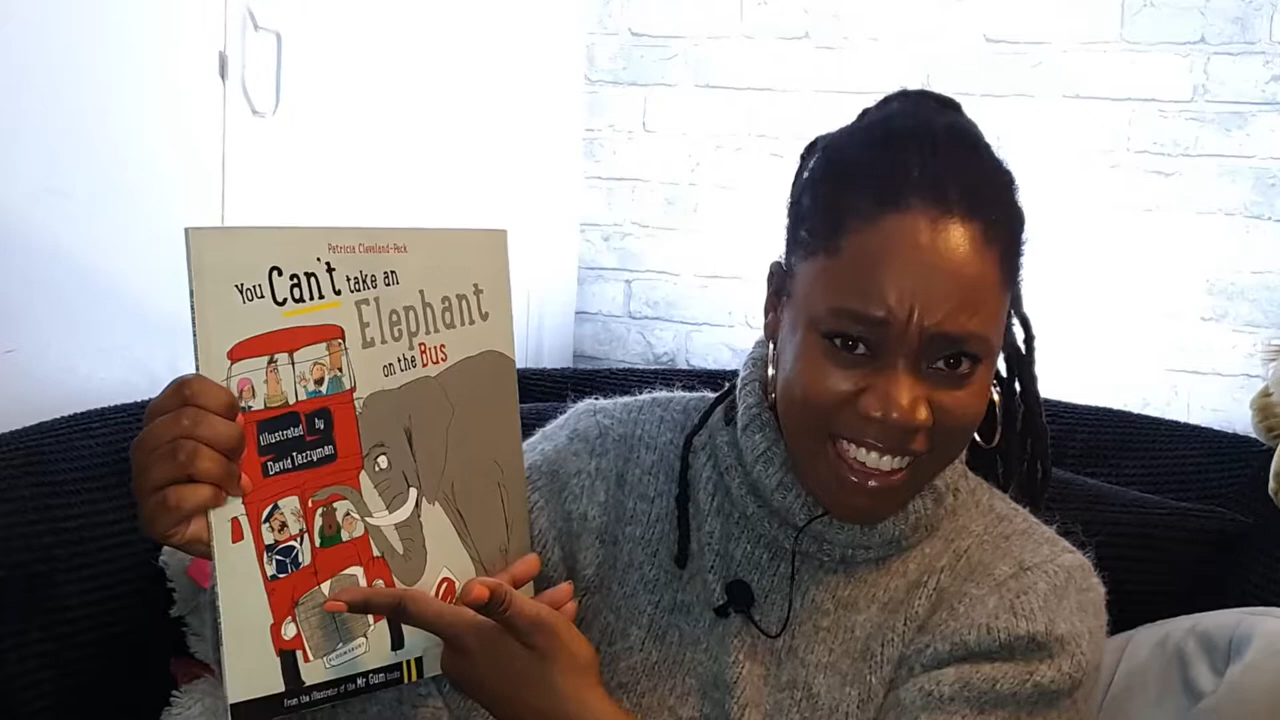 Patricia Cleveland-Peck
You Can't take an
Elephant
on the Bus
Illustrated by
David Tazzyman
BLOOMSBURY
From the illustrator of the Mr Gum books